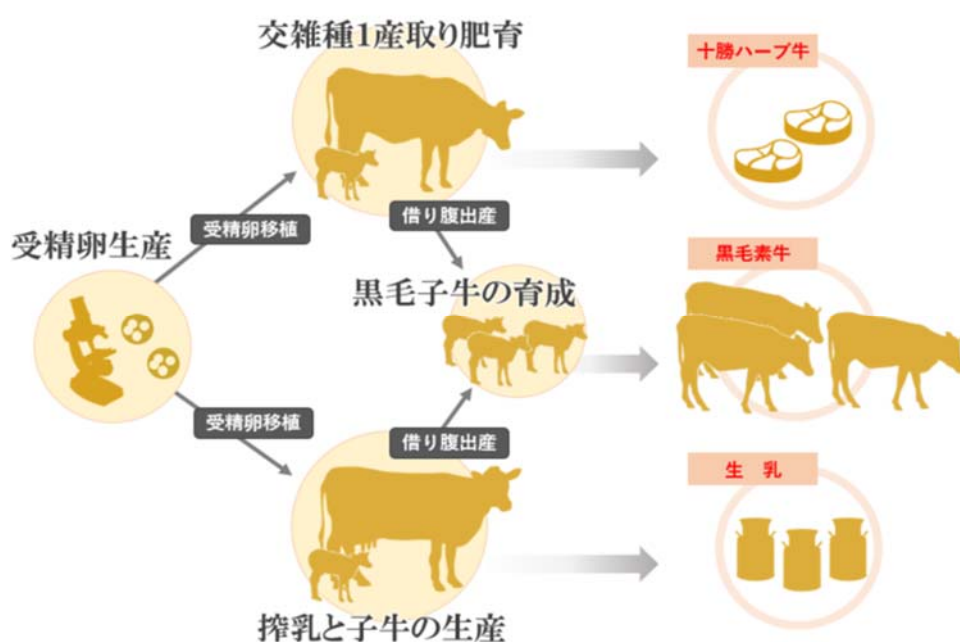 交雑種1産取り肥育
十勝ハーブ牛
受精卵移植
借り腹出産
受精卵生産
黒毛子牛の育成
黒毛素牛
受精卵移植
借り腹出産
生　乳
搾乳と子牛の生産